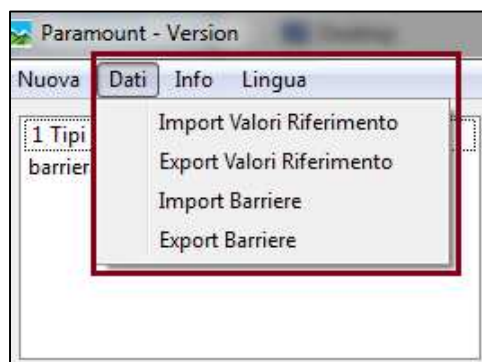 Paramount - Version
Nuova Dati Info Lingua
1 Tipi
barrier
Import Valori Riferimento
Export Valori Riferimento
Import Barriere
Export Barriere